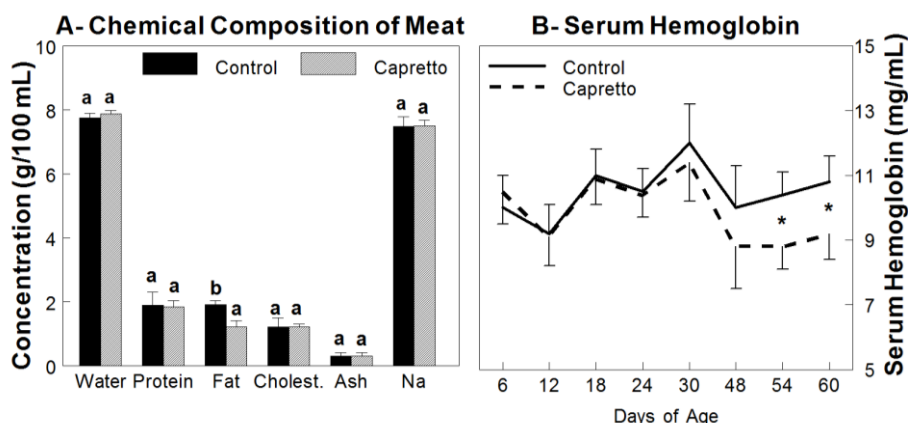 A- Chemical Composition of Meat
Concentration (g/100 mL)
10
8
6
4
2
0
Control
Capretto
a a
a a
b a
a a
a a
a a
Water Protein Fat Cholest. Ash Na
B- Serum Hemoglobin
Control
Capretto
*
*
15
13
11
9
7
5
Serum Hemoglobin (mg/mL)
6 12 18 24 30 48 54 60
Days of Age